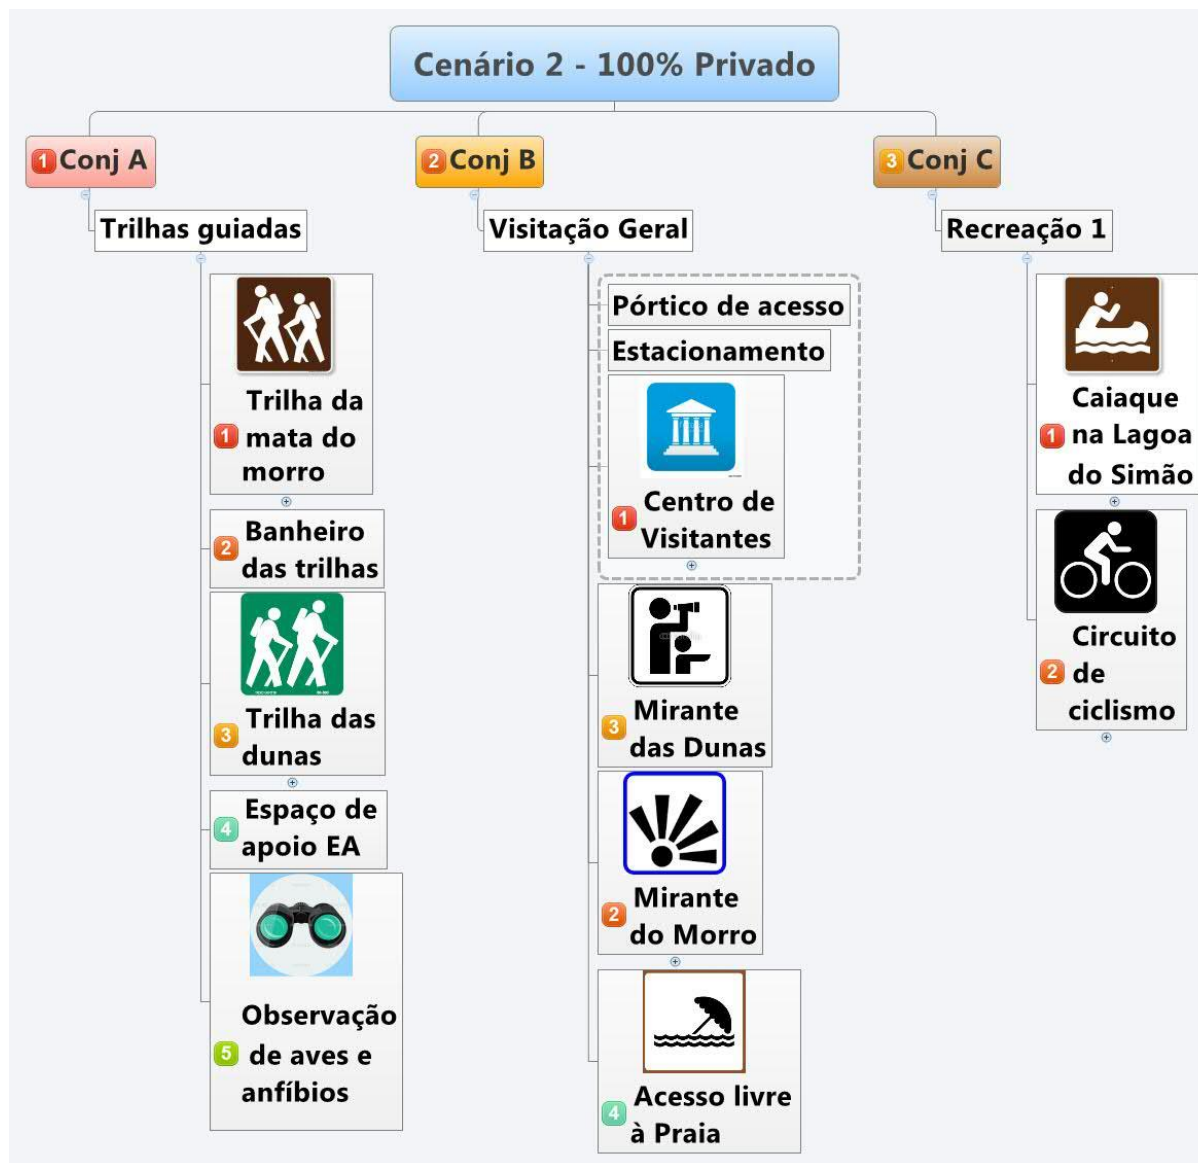 Cenário 2 - 100% Privado
1 Conj A
Trilhas guiadas
Trilha da
1 mata do
morro
Banheiro
2 das trilhas
Trilha das
3 dunas
Espaço de
4 apoio EA
Observação
5 de aves e
anfíbios
2 Conj B
Visitação Geral
Pórtico de acesso
Estacionamento
Centro de
1 Visitantes
Mirante
3 das Dunas
Mirante
2 do Morro
Acesso livre
4 à Praia
3 Conj C
Recreação 1
Caiaque
1 na Lagoa
do Simão
Circuito
2 de
ciclismo